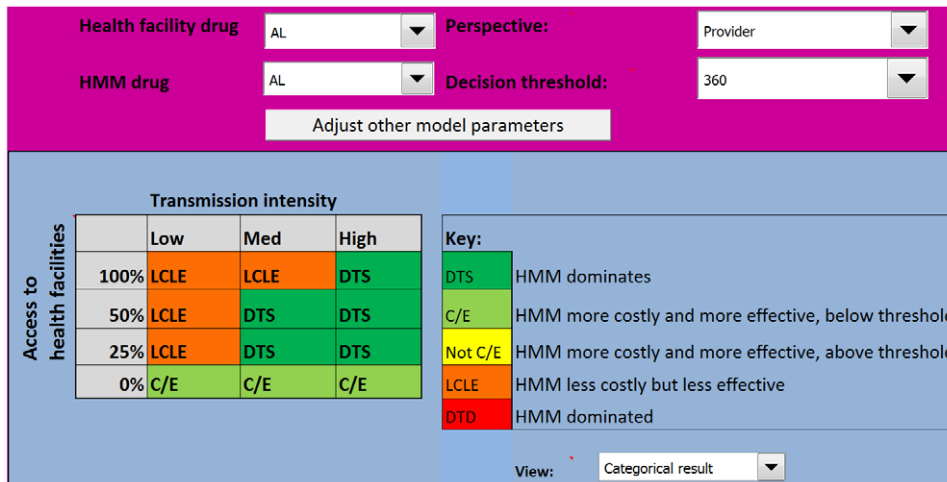 Health facility drug AL Perspective: Provider
HMM drug AL Decision threshold: 360
Adjust other model parameters
Transmission intensity
Access to
health facilities
Low Med High
100% LCLE LCLE DTS
50% LCLE DTS DTS
25% LCLE DTS DTS
0% C/E C/E C/E
Key:
DTS HMM dominates
C/E HMM more costly and more effective, below threshold
Not C/E HMM more costly and more effective, above threshold
LCLE HMM less costly but less effective
DTD HMM dominated
View: Categorical result